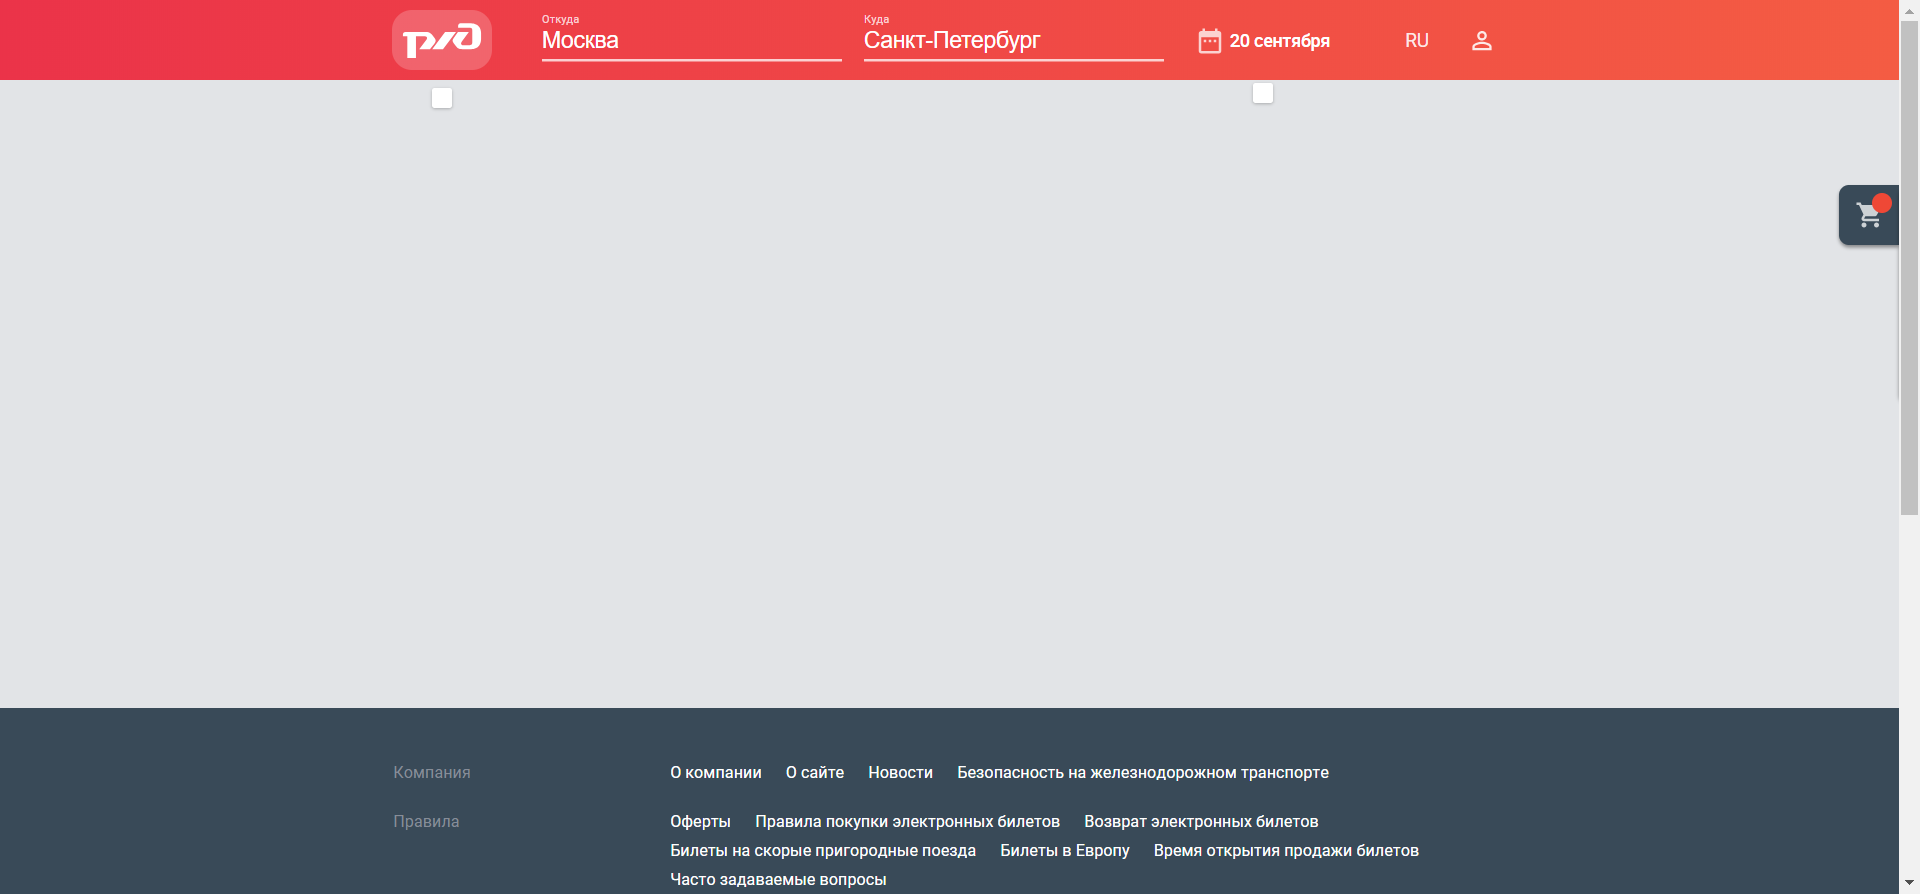 Откуда
Москва
Куда
Санкт-Петербург
20 сентября
RU
Компания
О компании О сайте Новости Безопасность на железнодорожном транспорте
Правила
Оферты Правила покупки электронных билетов Возврат электронных билетов
Билеты на скорые пригородные поезда Билеты в Европу Время открытия продажи билетов
Часто задаваемые вопросы